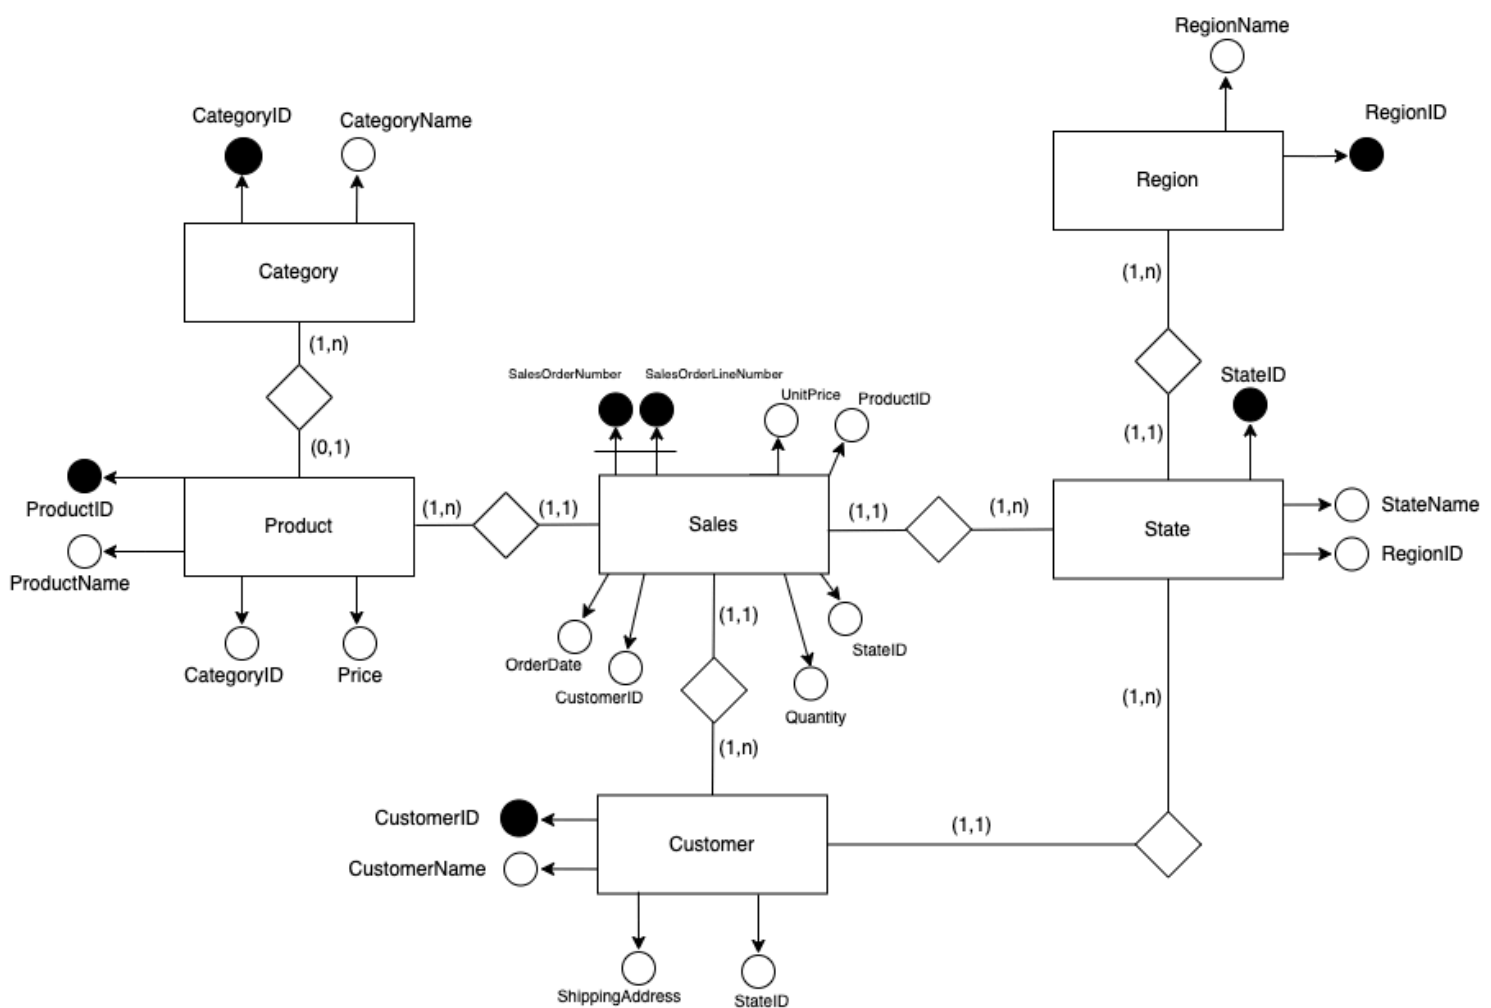 RegionName
CategoryID
CategoryName
RegionID
Region
Category
(1,n)
(1,n)
SalesOrderNumber
SalesOrderLineNumber
StateID
UnitPrice
ProductID
(0,1)
(1,1)
ProductID
Product
(1,n)
(1,1)
Sales
(1,1)
(1,n)
State
StateName
RegionID
ProductName
CategoryID
Price
OrderDate
CustomerID
(1,1)
StateID
Quantity
(1,n)
(1,n)
CustomerID
CustomerName
Customer
(1,1)
ShippingAddress
StateID